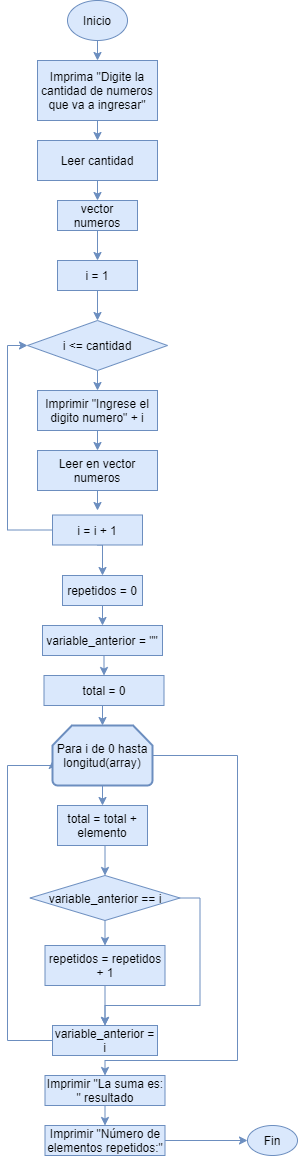 Inicio
Imprima "Digite la
cantidad de numeros
que va a ingresar"
Leer cantidad
vector
numeros
i = 1
i <= cantidad
Imprimir "Ingrese el
digito numero" + i
Leer en vector
numeros
i = i + 1
repetidos = 0
variable_anterior = ""
total = 0
Para i de 0 hasta
longitud(array)
total = total +
elemento
variable_anterior == i
repetidos = repetidos
+ 1
variable_anterior =
i
Imprimir "La suma es:
" resultado
Imprimir "Número de
elementos repetidos:"
Fin